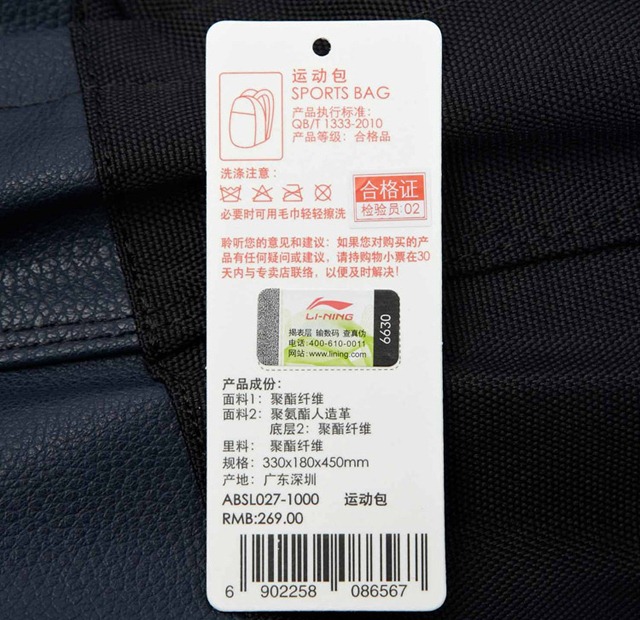 运动包
SPORTS BAG
产品执行标准：
QB/T 1333-2010
产品等级：合格品
洗涤注意：
合格证
检验员:02
必要时可用毛巾轻轻擦洗
聆听您的意见和建议：如果您对购买的产
品有任何疑问或建议，请持购物小票在30
天内与专卖店联络，以便及时解决！
LI-NING
揭表层 输数码 查真伪
电话:400-610-0011
网站:www.lining.com
6630
产品成份：
面料1：聚酯纤维
面料2：聚氨酯人造革
底层2：聚酯纤维
里料：聚酯纤维
规格：330x180x450mm
产地：广东深圳
ABSL027-1000 运动包
RMB:269.00
6 902258 086567